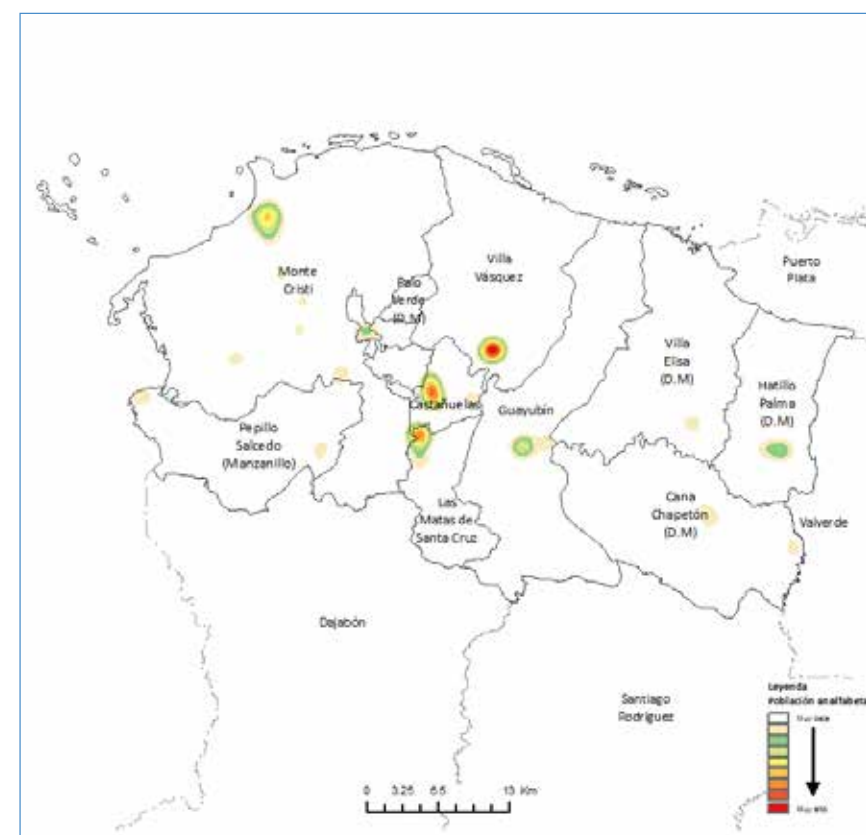 Puerto
Plata
Villa
Vásquez
Monte
Cristi
Palo
Verde
(D.M)
Villa
Elisa
(D.M)
Hatillo
Palma
(D.M)
Castañuelas
Guayubín
Pepillo
Salcedo
(Manzanillo)
Las
Matas de
Santa Cruz
Cana
Chapetón
(D.M)
Valverde
Dajabón
Santiago
Rodríguez
Leyenda
Población analfabeta
0 3.25 6.5 13 Km